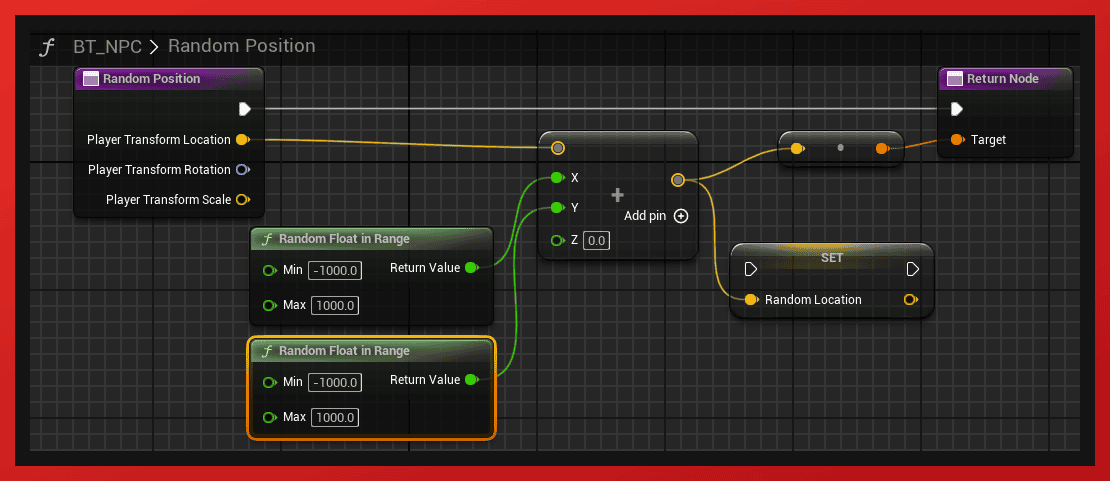 f BT_NPC > Random Position
Random Position
Player Transform Location
Player Transform Rotation
Player Transform Scale
f Random Float in Range
Min -1000.0 Return Value
Max 1000.0
f Random Float in Range
Min -1000.0 Return Value
Max 1000.0
X
Y
Add pin
Z 0.0
SET
Random Location
Return Node
Target